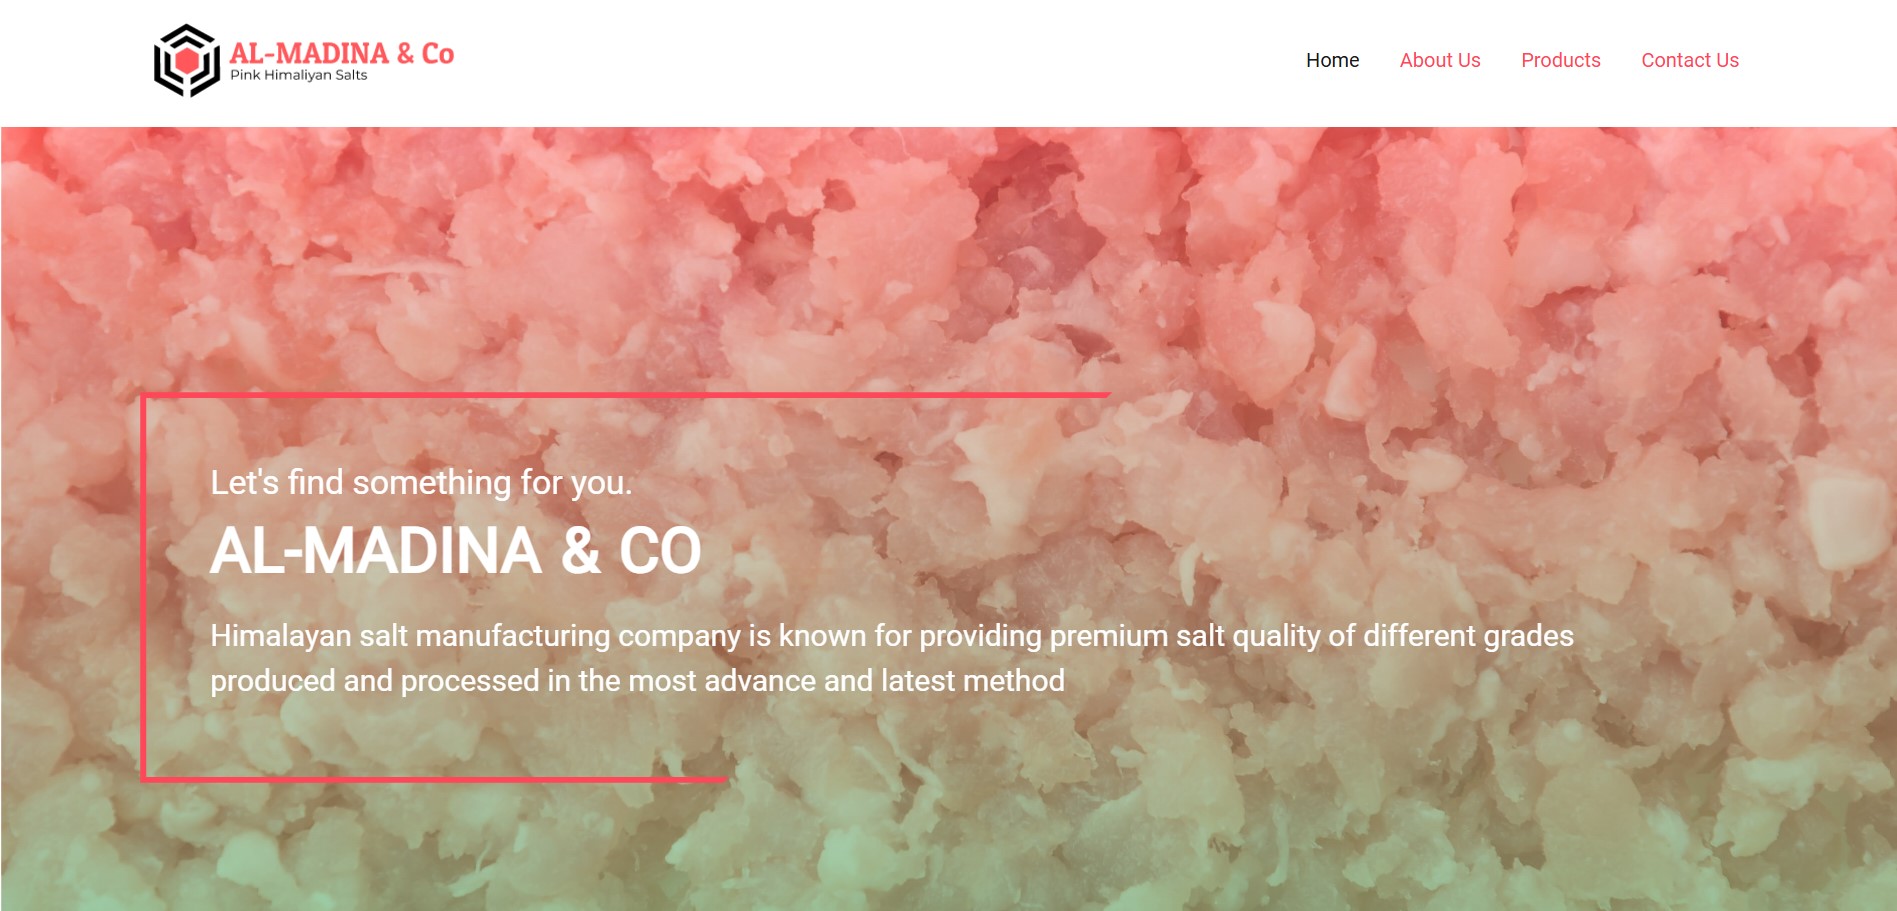 AL-MADINA & Co
Pink Himaliyan Salts
Home About Us Products Contact Us
Let's find something for you.
AL-MADINA & CO
Himalayan salt manufacturing company is known for providing premium salt quality of different grades
produced and processed in the most advance and latest method